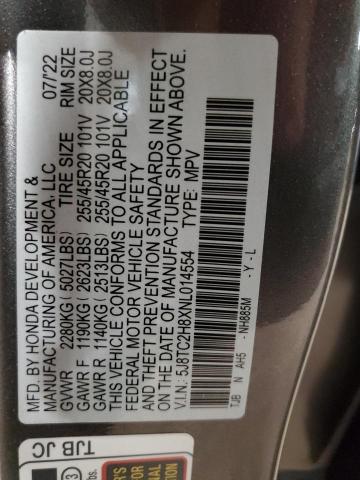 MFD. BY HONDA DEVELOPMENT &
MANUFACTURING OF AMERICA, LLC 07/'22
GVWR 2280KG ( 5027LBS) TIRE SIZE RIM SIZE
GAWR F 1190KG ( 2623LBS) 255/45R20 101V 20X8.0J
GAWR R 1140KG ( 2513LBS) 255/45R20 101V 20X8.0J
THIS VEHICLE CONFORMS TO ALL APPLICABLE
FEDERAL MOTOR VEHICLE SAFETY
AND THEFT PREVENTION STANDARDS IN EFFECT
ON THE DATE OF MANUFACTURE SHOWN ABOVE.
V.I.N.: 5J8TC2H8XNL014554 TYPE: MPV
TJB N AH5 - NH885M - Y - L
TJB JC